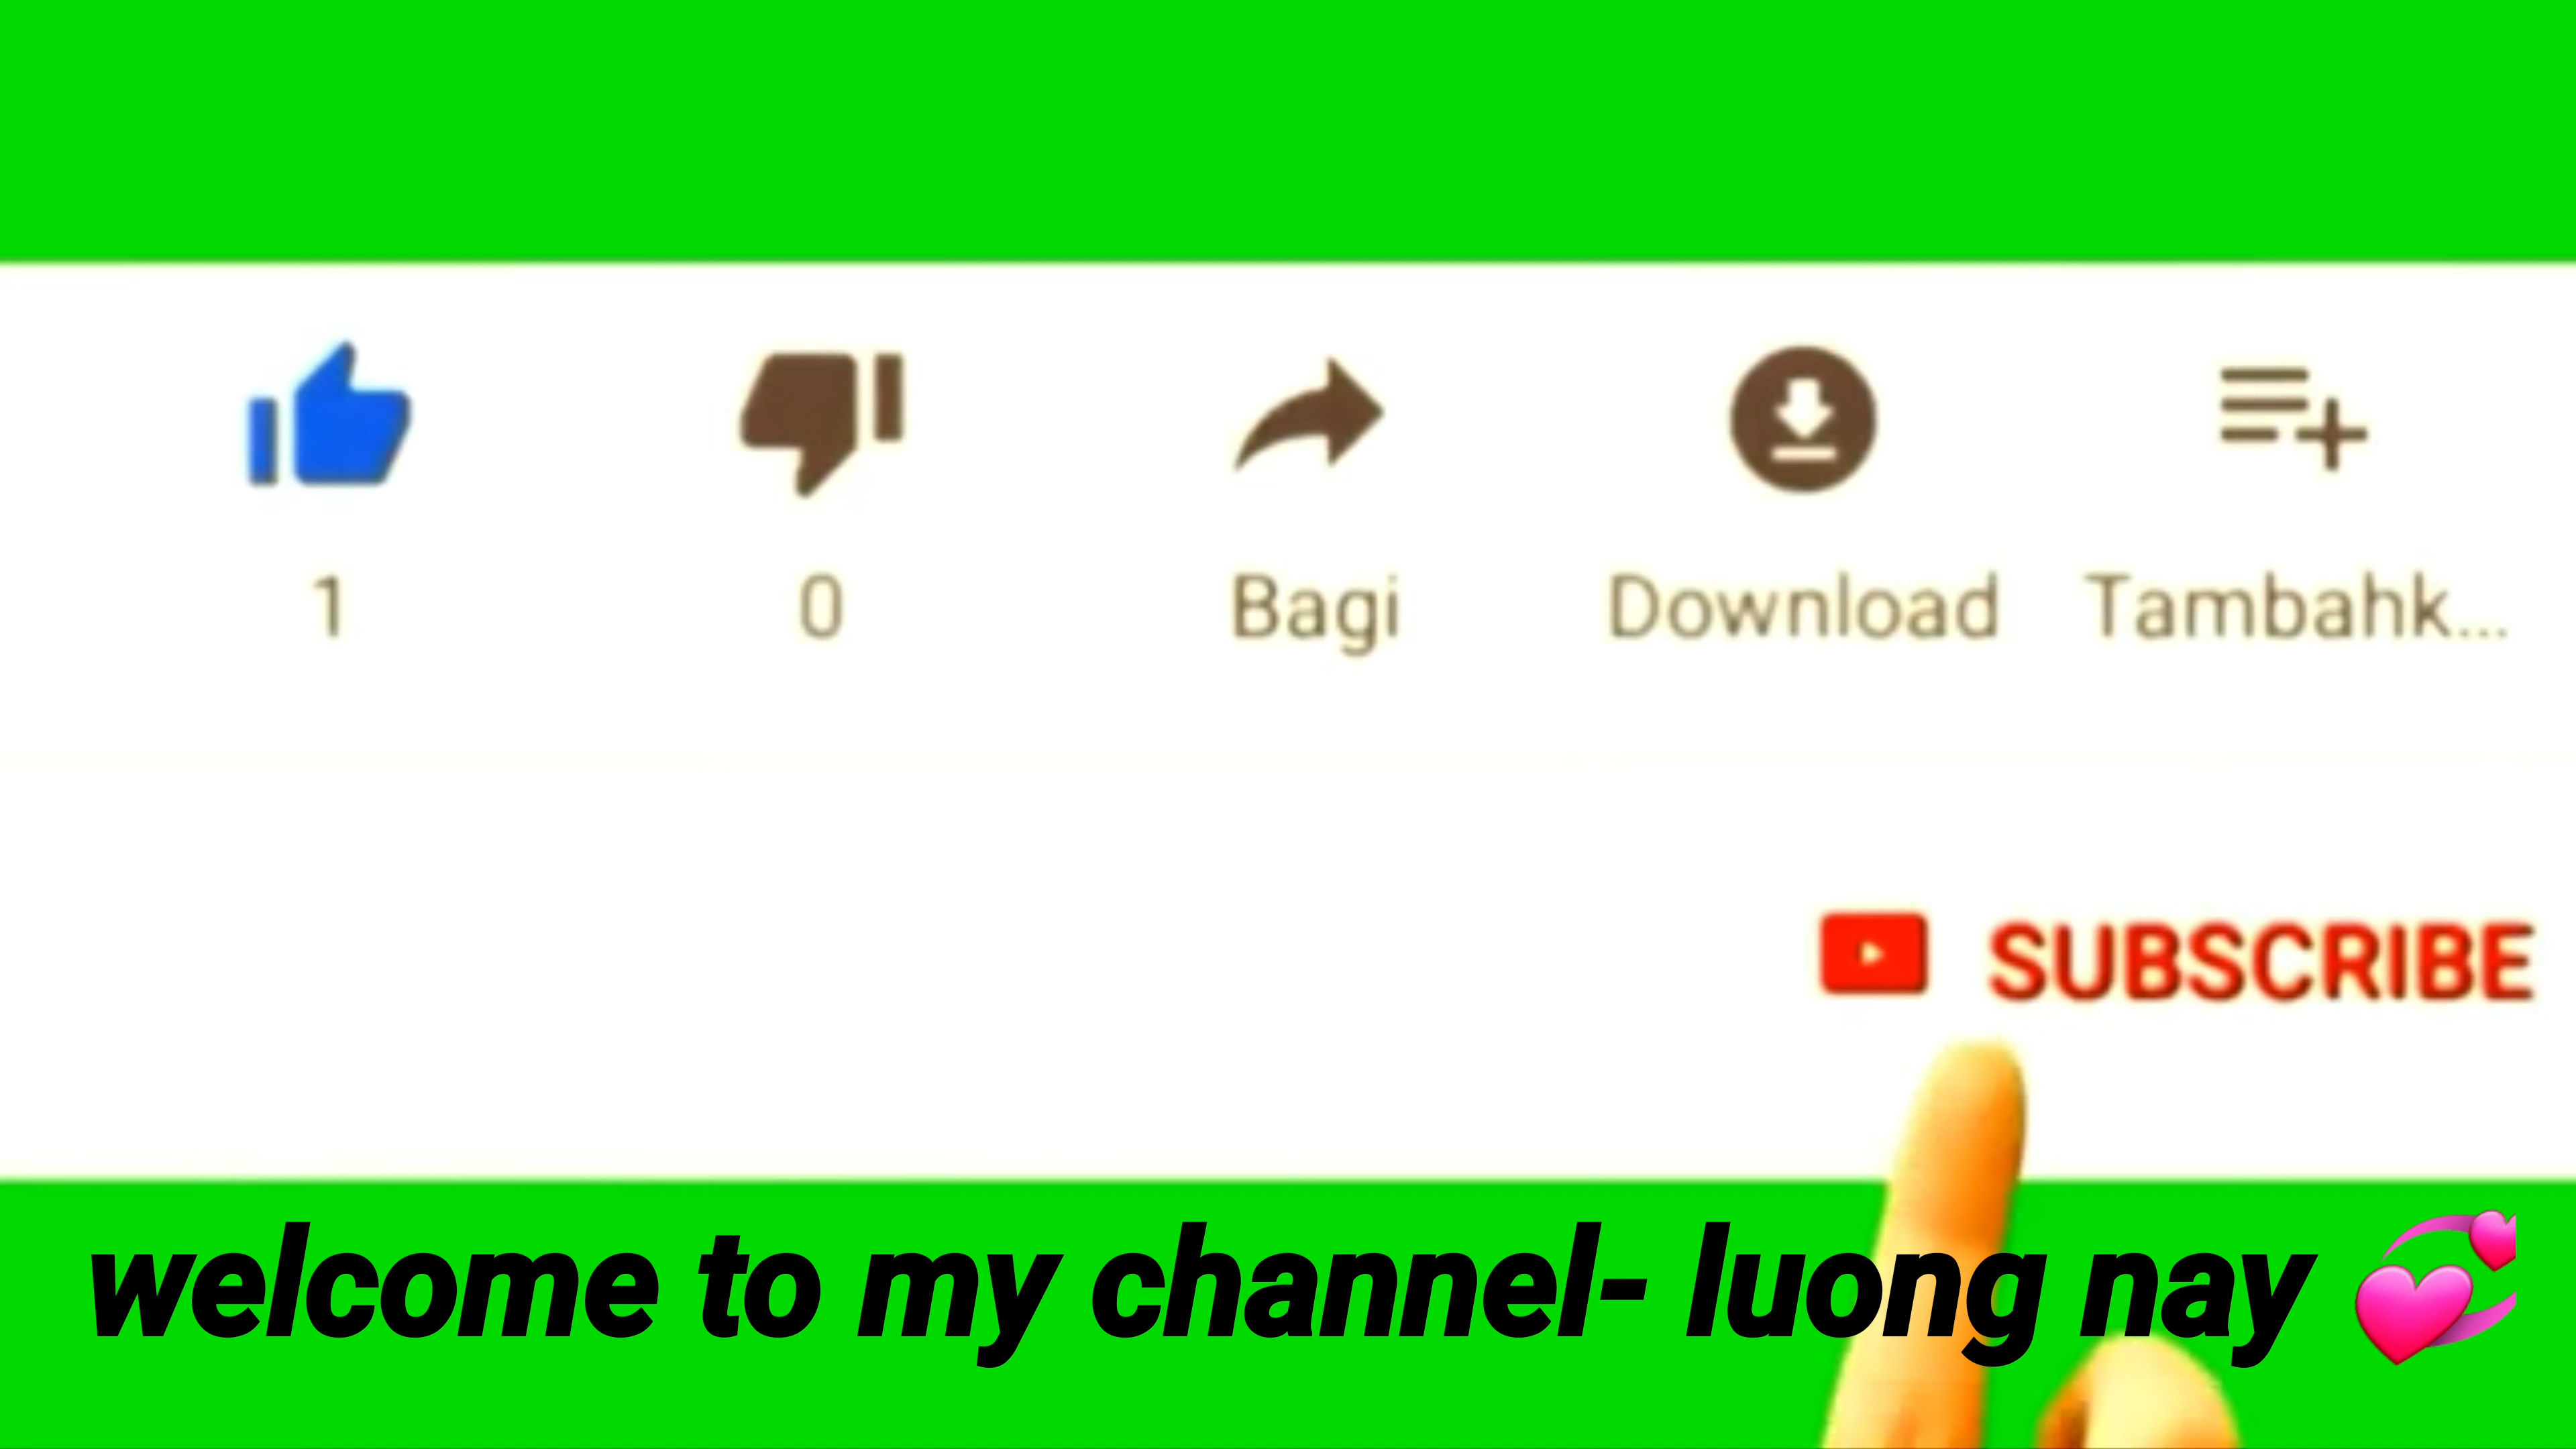 1 0 Bagi Download Tambahk...
SUBSCRIBE
welcome to my channel- luong nay 💞